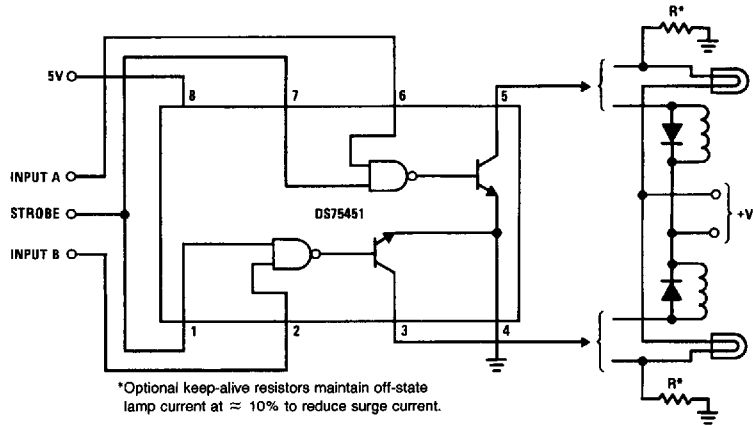 R*
5V
8
7
6
5
INPUT A
STROBE
INPUT B
DS75451
+V
1
2
3
4
R*
*Optional keep-alive resistors maintain off-state
lamp current at ≈ 10% to reduce surge current.